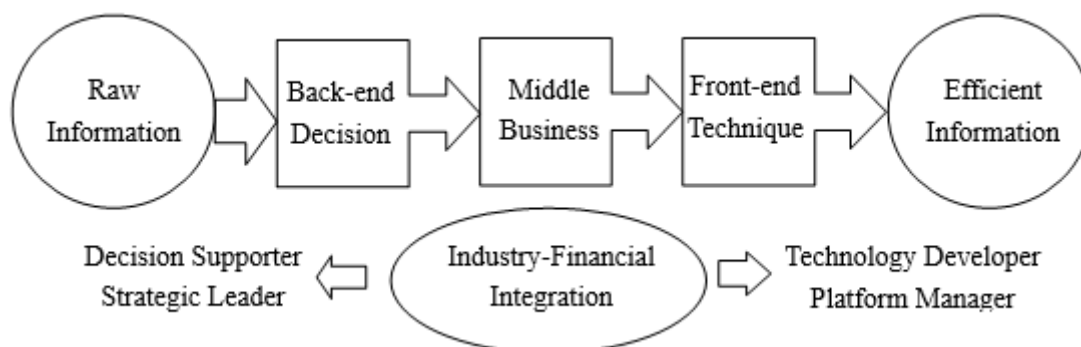 Raw
Information
Back-end
Decision
Middle
Business
Front-end
Technique
Efficient
Information
Decision Supporter
Strategic Leader
Industry-Financial
Integration
Technology Developer
Platform Manager